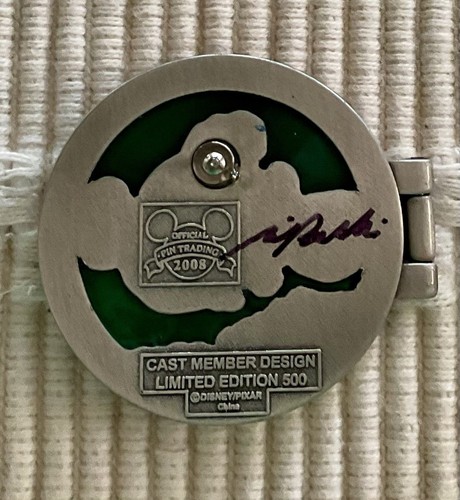 OFFICIAL
PIN TRADING
2008
CAST MEMBER DESIGN
LIMITED EDITION 500
©DISNEY/PIXAR
China